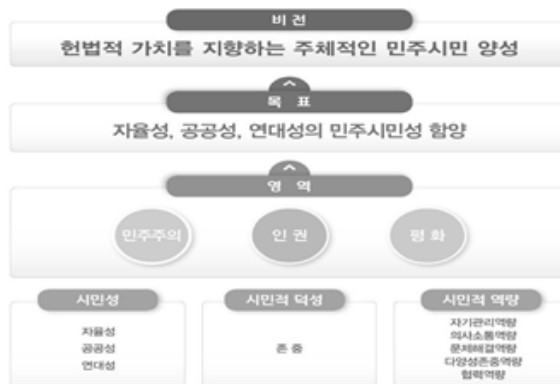 비 전
헌법적 가치를 지향하는 주체적인 민주시민 양성
목 표
자율성, 공공성, 연대성의 민주시민성 함양
영 역
민주주의
인 권
평 화
시민성
자율성
공공성
연대성
시민적 덕성
존 중
시민적 역량
자기관리역량
의사소통역량
문제해결역량
다양성존중역량
협력역량